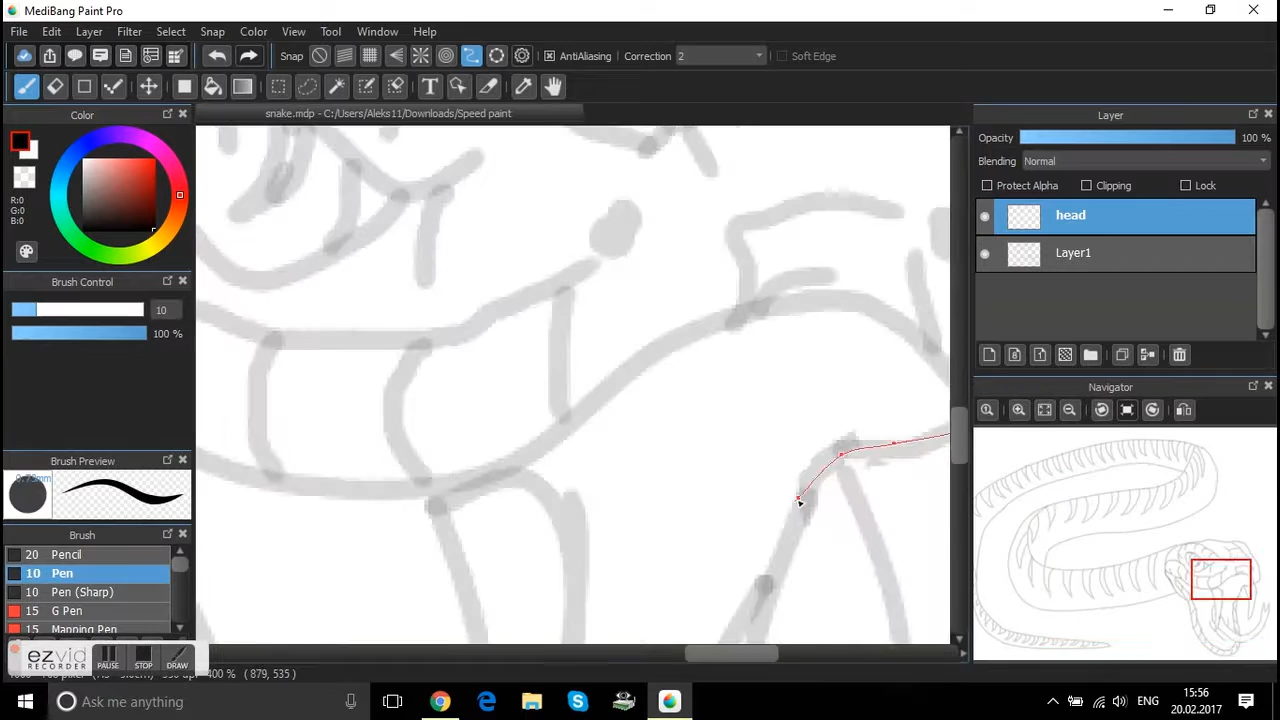 MediBang Paint Pro
File Edit Layer Filter Select Snap Color View Tool Window Help
Snap AntiAliasing Correction 2 Soft Edge
snake.mdp - C:/Users/Aleks11/Downloads/Speed paint
Color
R:0
G:0
B:0
Brush Control
10
100 %
Brush Preview
0.73mm
Brush
20 Pencil
10 Pen
10 Pen (Sharp)
15 G Pen
15 Mapping Pen
Layer
Opacity 100 %
Blending Normal
Protect Alpha Clipping Lock
head
Layer1
Navigator
ezvid
RECORDER
PAUSE STOP DRAW
400 % ( 879, 535 )
Ask me anything
ENG
15:56
20.02.2017